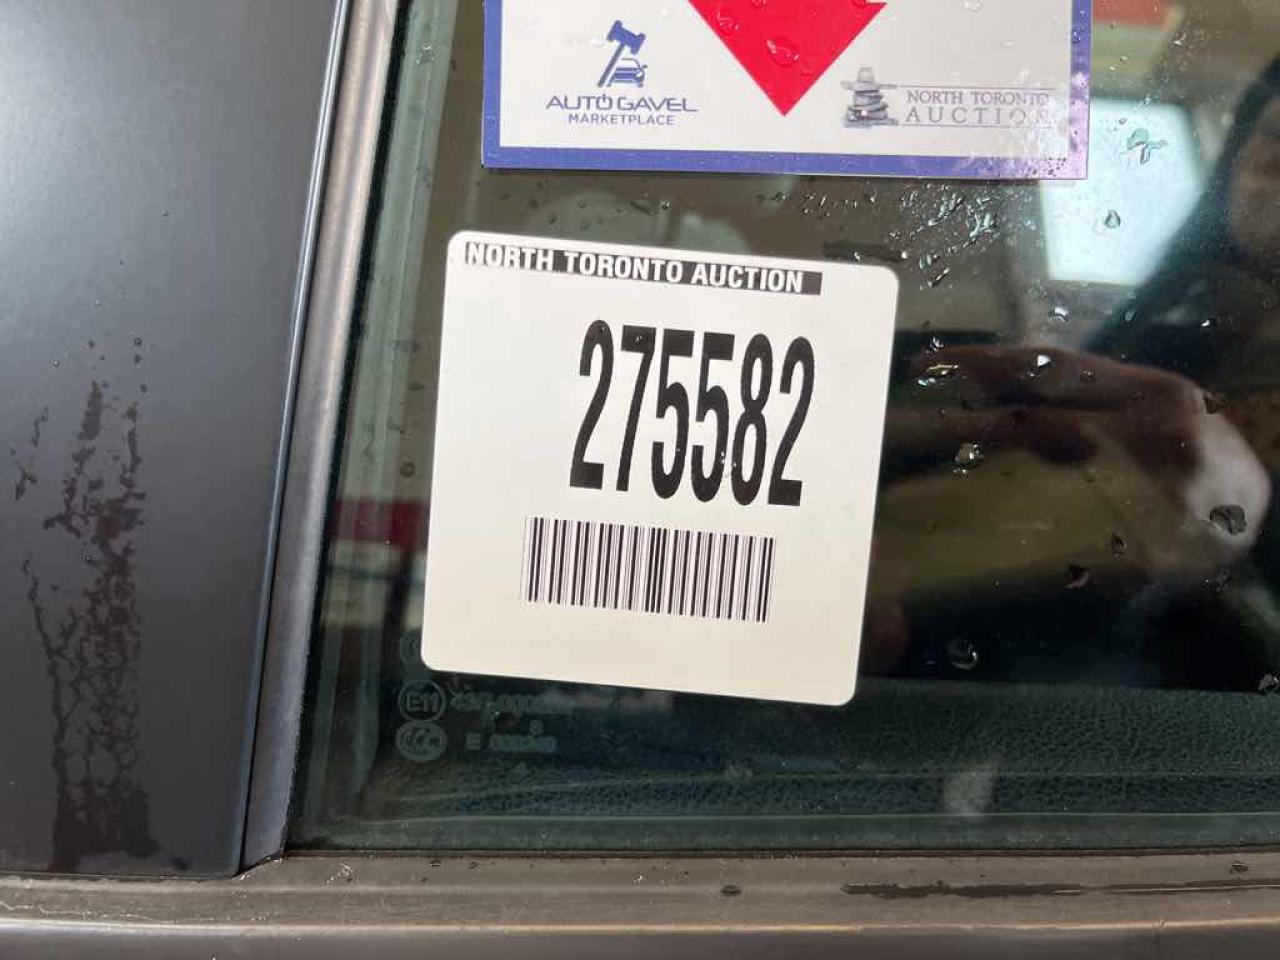 AUTO GAVEL
MARKETPLACE
NORTH TORONTO
AUCTION
NORTH TORONTO AUCTION
275582
E11